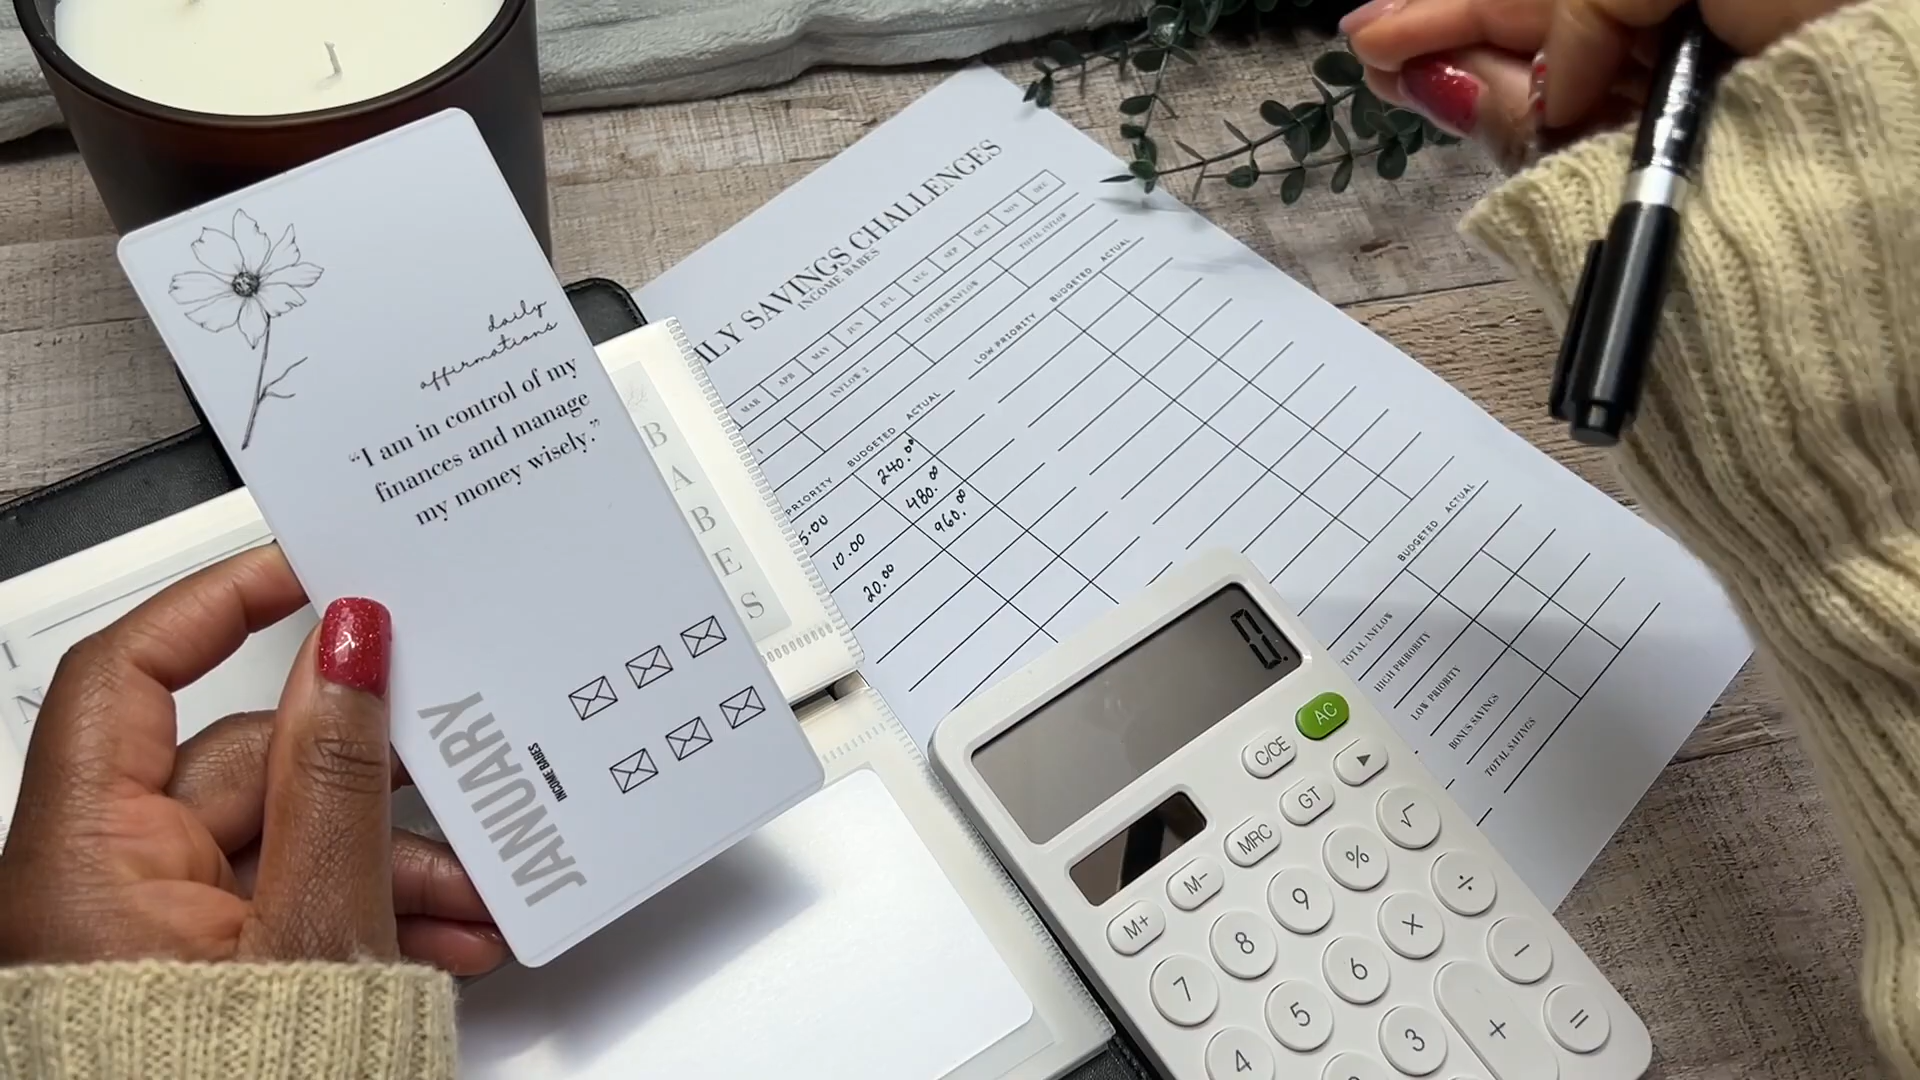 daily
affirmations
“I am in control of my
finances and manage
my money wisely.”
JANUARY
INCOME BABES
I
N
B
A
B
E
S
ILY SAVINGS CHALLENGES
INCOME BABES
MAR APR MAY JUN JUL AUG SEP OCT NOV DEC
INFLOW 2 OTHER INFLOW TOTAL INFLOW
PRIORITY BUDGETED ACTUAL LOW PRIORITY BUDGETED ACTUAL
5.00 240.00
10.00 480.00
20.00 960.00
BUDGETED ACTUAL
TOTAL INFLOW
HIGH PRIORITY
LOW PRIORITY
BONUS SAVINGS
TOTAL SAVINGS
0.
C/CE AC
M+ M- MRC GT ▶
7 8 9 % √
4 5 6 × ÷
3 + −
=